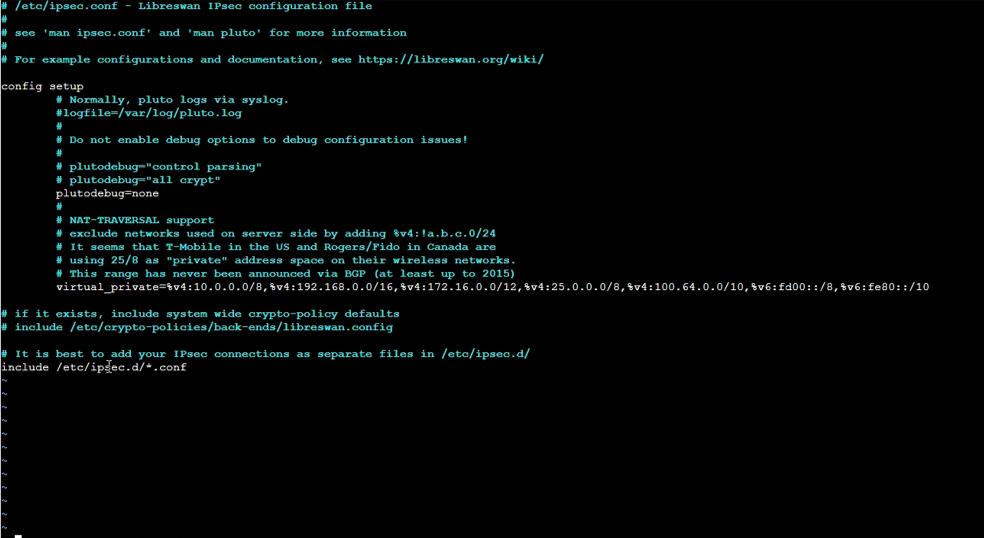 # /etc/ipsec.conf - Libreswan IPsec configuration file
#
# see 'man ipsec.conf' and 'man pluto' for more information
#
# For example configurations and documentation, see https://libreswan.org/wiki/
config setup
# Normally, pluto logs via syslog.
#logfile=/var/log/pluto.log
#
# Do not enable debug options to debug configuration issues!
#
# plutodebug="control parsing"
# plutodebug="all crypt"
plutodebug=none
#
# NAT-TRAVERSAL support
# exclude networks used on server side by adding %v4:!a.b.c.0/24
# It seems that T-Mobile in the US and Rogers/Fido in Canada are
# using 25/8 as "private" address space on their wireless networks.
# This range has never been announced via BGP (at least up to 2015)
virtual_private=%v4:10.0.0.0/8,%v4:192.168.0.0/16,%v4:172.16.0.0/12,%v4:25.0.0.0/8,%v4:100.64.0.0/10,%v6:fd00::/8,%v6:fe80::/10
# if it exists, include system wide crypto-policy defaults
# include /etc/crypto-policies/back-ends/libreswan.config
# It is best to add your IPsec connections as separate files in /etc/ipsec.d/
include /etc/ipsec.d/*.conf
~
~
~
~
~
~
~
~
~
~
~
~